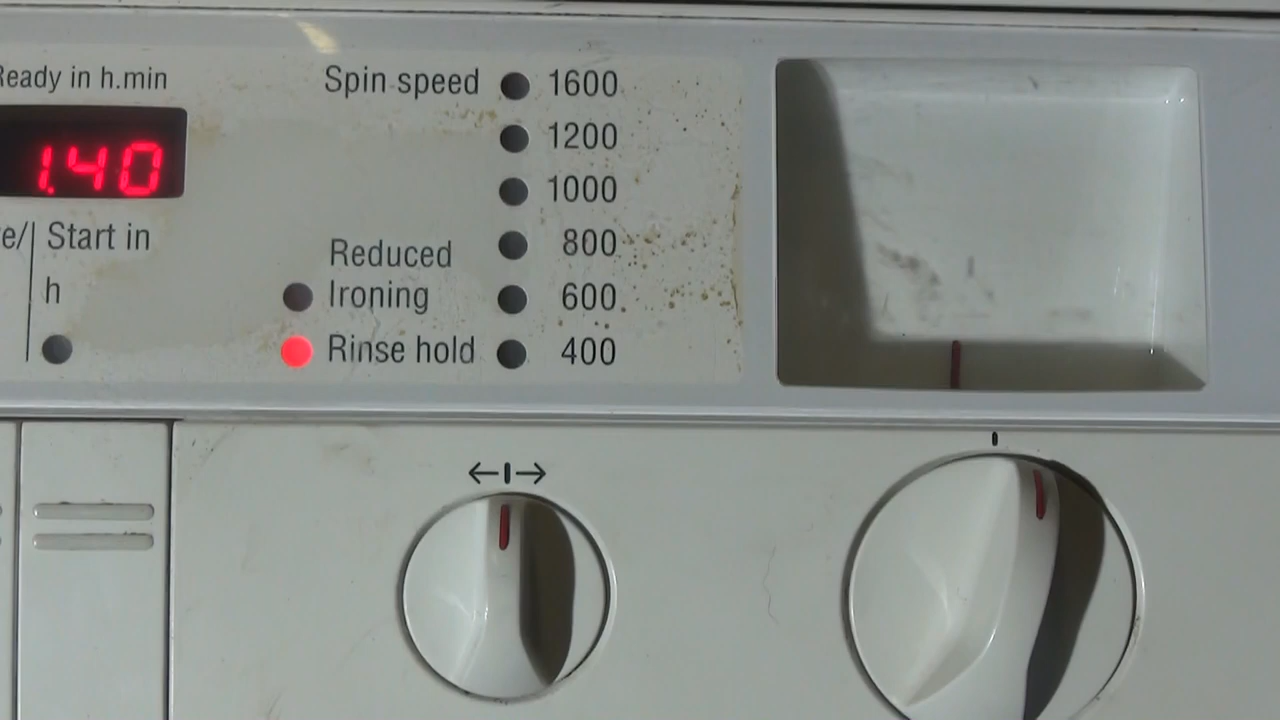 Ready in h.min
1.40
e/ Start in
h
Spin speed
1600
1200
1000
800
600
400
Reduced
Ironing
Rinse hold